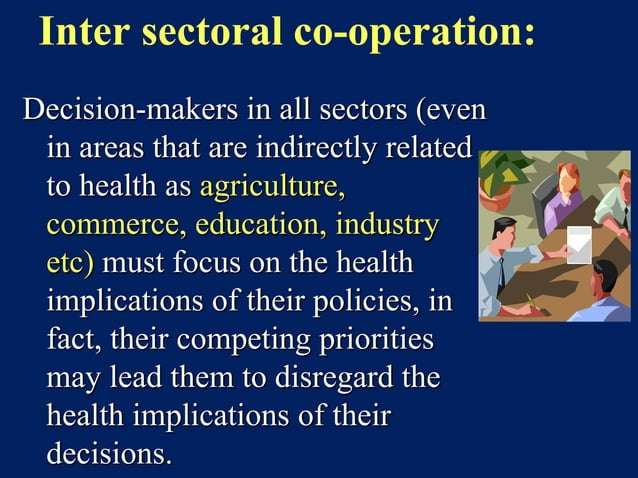 Inter sectoral co-operation:
Decision-makers in all sectors (even
in areas that are indirectly related
to health as agriculture,
commerce, education, industry
etc) must focus on the health
implications of their policies, in
fact, their competing priorities
may lead them to disregard the
health implications of their
decisions.